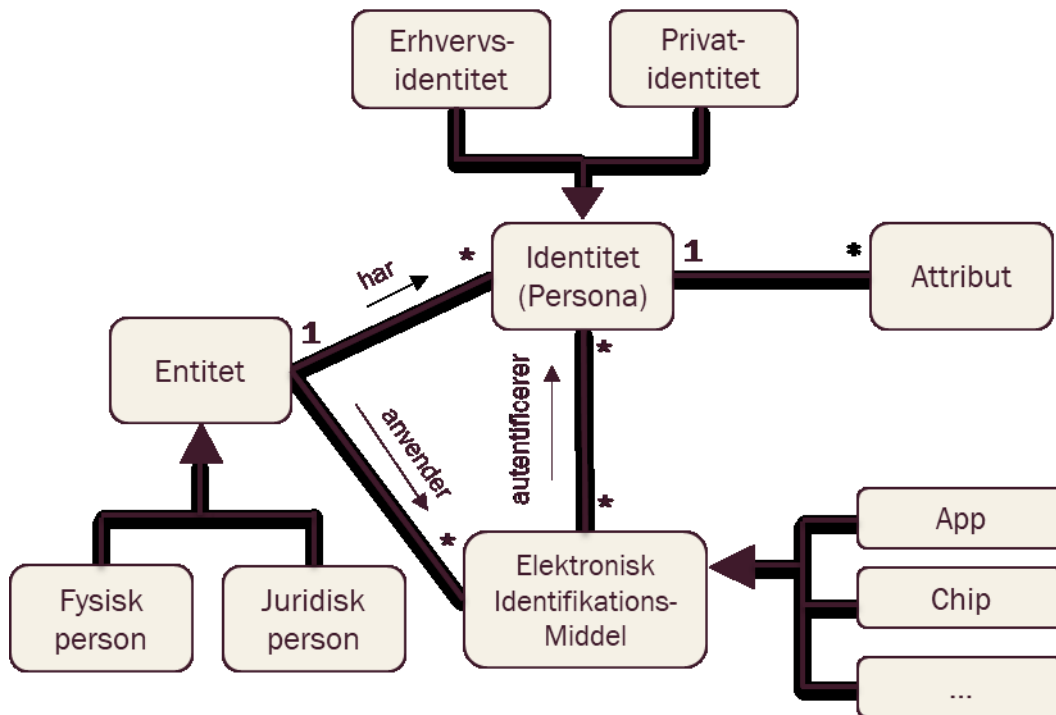 Erhvervs-
identitet
Privat-
identitet
har
*
Identitet
(Persona)
1
*
Attribut
1
Entitet
anvender
*
autentificerer
*
*
Fysisk
person
Juridisk
person
Elektronisk
Identifikations-
Middel
App
Chip
...